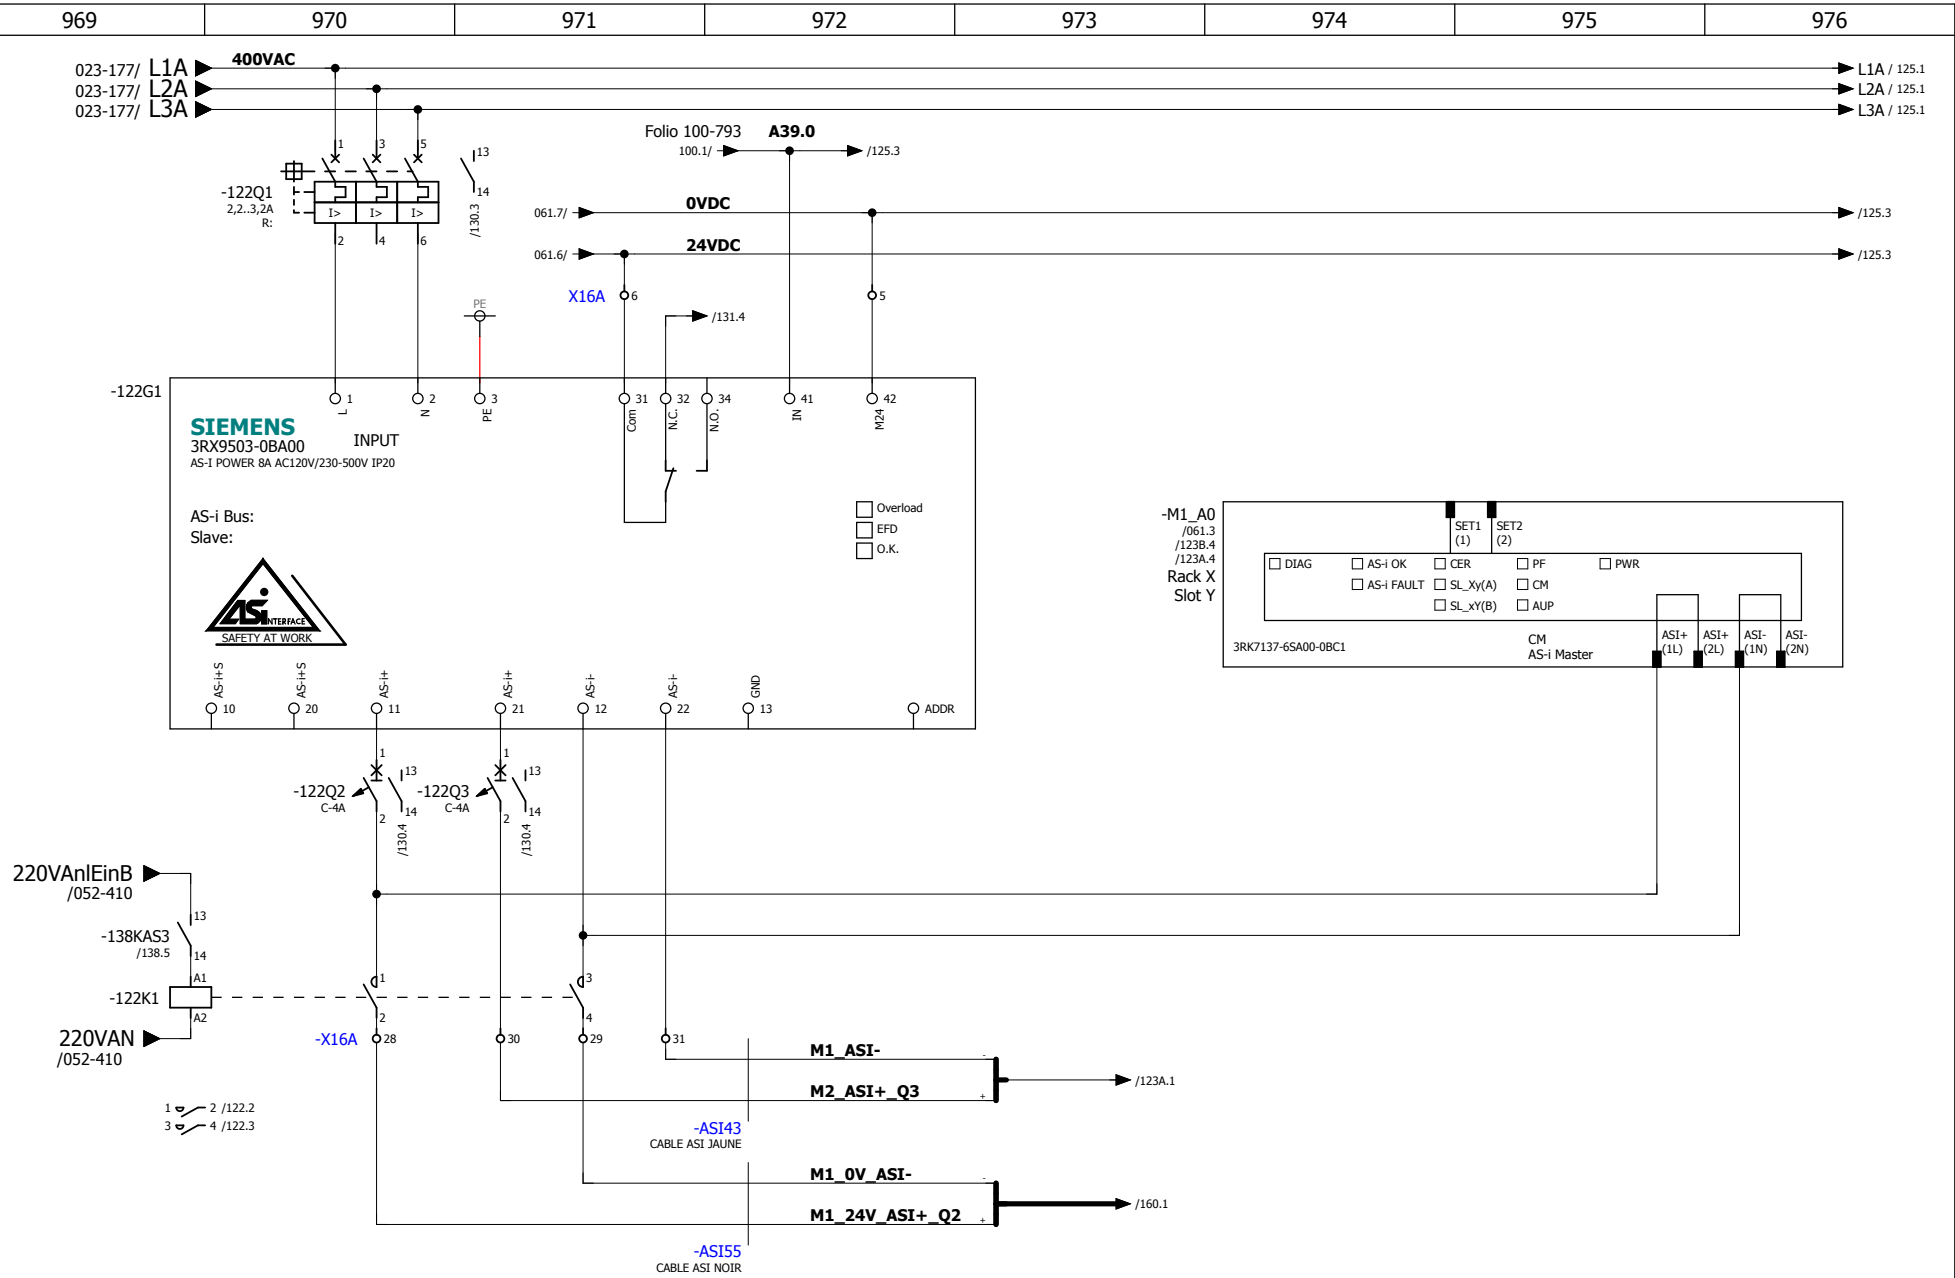 969 970 971 972 973 974 975 976
023-177/ L1A 400VAC L1A / 125.1
023-177/ L2A L2A / 125.1
023-177/ L3A L3A / 125.1
Folio 100-793 A39.0
100.1/ /125.3
1 3 5 13
14
/130.3
-122Q1
2,2..3,2A
R:
I> I> I>
2 4 6
061.7/ 0VDC /125.3
061.6/ 24VDC /125.3
X16A 6 5
PE
/131.4
-122G1
1 2 3 31 32 34 41 42
L N PE Com N.C. N.O. IN M24
SIEMENS
3RX9503-0BA00
INPUT
AS-I POWER 8A AC120V/230-500V IP20
AS-i Bus:
Slave:
Overload
EFD
O.K.
ASi INTERFACE
SAFETY AT WORK
AS-i+S AS-i+S AS-i+ AS-i+ AS-i- AS-i- GND
10 20 11 21 12 22 13 ADDR
-M1_A0
/061.3
/123B.4
/123A.4
Rack X
Slot Y
SET1 (1)
SET2 (2)
DIAG AS-i OK CER PF PWR
AS-i FAULT SL_Xy(A) CM
SL_xY(B) AUP
3RK7137-6SA00-0BC1
CM
AS-i Master
ASI+ (1L)
ASI+ (2L)
ASI- (1N)
ASI- (2N)
-122Q2
C-4A
1 2 13 14
/130.4
-122Q3
C-4A
1 2 13 14
/130.4
220VAnlEinB
/052-410
-138KAS3
/138.5
13
14
-122K1
A1
A2
1 3
2 4
220VAN
/052-410
-X16A 28 30 29 31
M1_ASI- -
M2_ASI+_Q3 +
/123A.1
-ASI43
CABLE ASI JAUNE
1 2 /122.2
3 4 /122.3
M1_0V_ASI- -
M1_24V_ASI+_Q2 +
/160.1
-ASI55
CABLE ASI NOIR